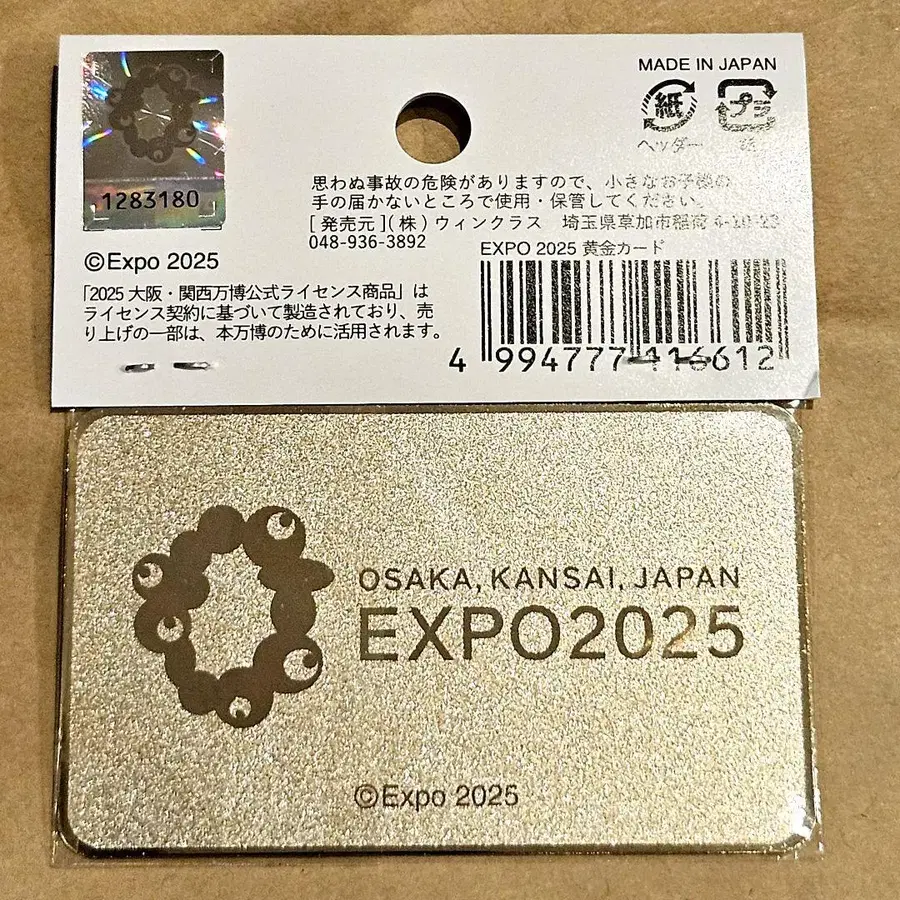 MADE IN JAPAN
紙
プラ
ヘッダー
1283180
思わぬ事故の危険がありますので、小さなお子様の
手の届かないところで使用・保管してください。
[発売元](株)ウィンクラス 埼玉県草加市稲荷
048-936-3892
©Expo 2025
EXPO 2025 黄金カード
「2025 大阪・関西万博公式ライセンス商品」は
ライセンス契約に基づいて製造されており、売
り上げの一部は、本万博のために活用されます。
4 994777 116612
OSAKA, KANSAI, JAPAN
EXPO2025
©Expo 2025